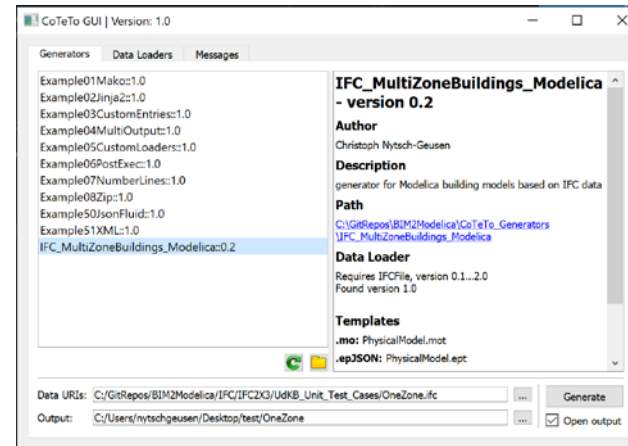 CoTeTo GUI | Version: 1.0
Generators
Data Loaders
Messages
Example01Mako::1.0
Example02Jinja2::1.0
Example03CustomEntries::1.0
Example04MultiOutput::1.0
Example05CustomLoaders::1.0
Example06PostExec::1.0
Example07NumberLines::1.0
Example08Zip::1.0
Example50JsonFluid::1.0
Example51XML::1.0
IFC_MultiZoneBuildings_Modelica::0.2
IFC_MultiZoneBuildings_Modelica
- version 0.2
Author
Christoph Nytsch-Geusen
Description
generator for Modelica building models based on IFC data
Path
C:\GitRepos\BIM2Modelica\CoTeTo_Generators
\IFC_MultiZoneBuildings_Modelica
Data Loader
Requires IFCFile, version 0.1...2.0
Found version 1.0
Templates
.mo: PhysicalModel.mot
.epJSON: PhysicalModel.ept
Data URIs: C:/GitRepos/BIM2Modelica/IFC/IFC2X3/UdKB_Unit_Test_Cases/OneZone.ifc ... Generate
Output: C:/Users/nytschgeusen/Desktop/test/OneZone ... Open output